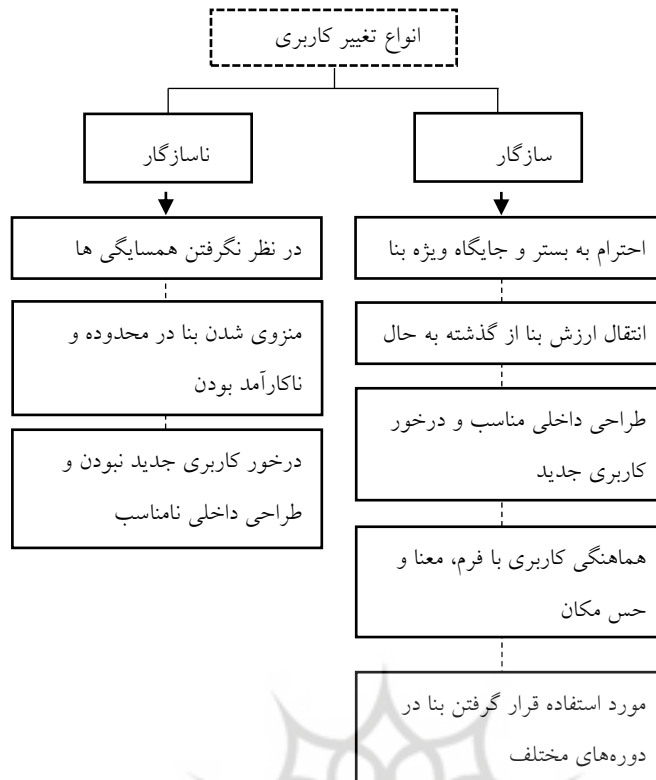 انواع تغییر کاربری
سازگار
ناسازگار
احترام به بستر و جایگاه ویژه بنا
انتقال ارزش بنا از گذشته به حال
طراحی داخلی مناسب و درخور
کاربری جدید
هماهنگی کاربری با فرم، معنا و
حس مکان
مورد استفاده قرار گرفتن بنا در
دوره‌های مختلف
در نظر نگرفتن همسایگی ها
منزوی شدن بنا در محدوده و
ناکارآمد بودن
درخور کاربری جدید نبودن و
طراحی داخلی نامناسب